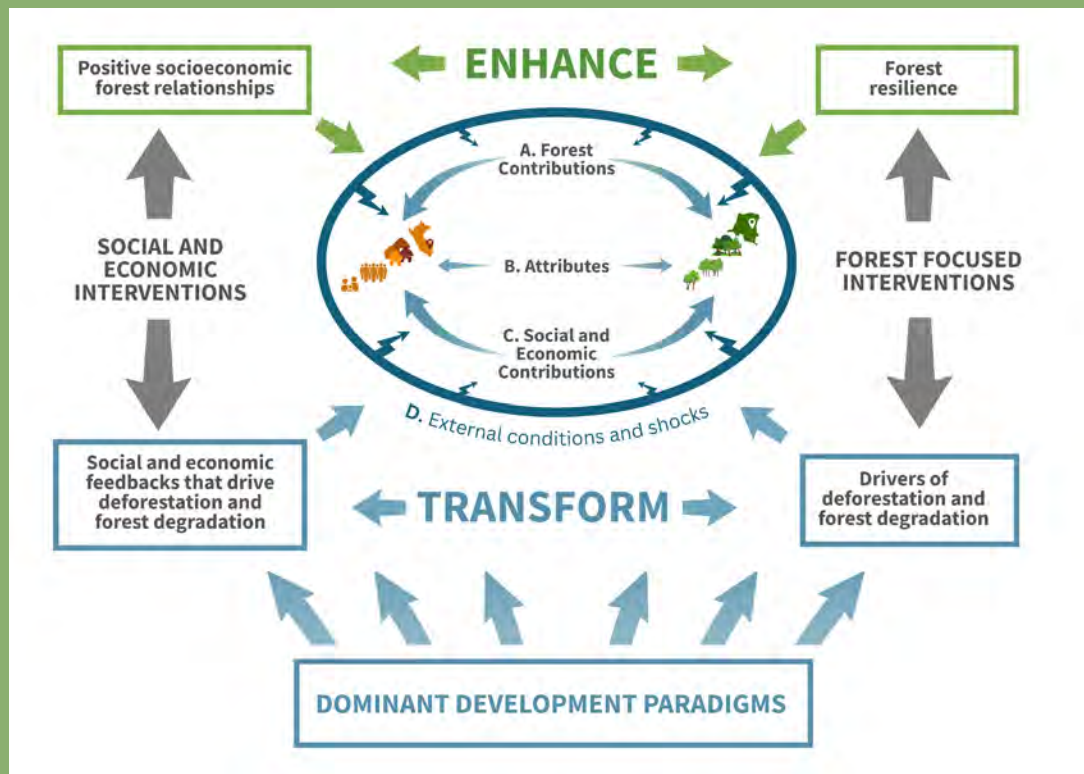 ENHANCE
Positive socioeconomic
forest relationships
Forest
resilience
A. Forest
Contributions
SOCIAL AND
ECONOMIC
INTERVENTIONS
B. Attributes
FOREST FOCUSED
INTERVENTIONS
C. Social and
Economic
Contributions
D. External conditions and shocks
Social and economic
feedbacks that drive
deforestation and
forest degradation
TRANSFORM
Drivers of
deforestation and
forest degradation
DOMINANT DEVELOPMENT PARADIGMS